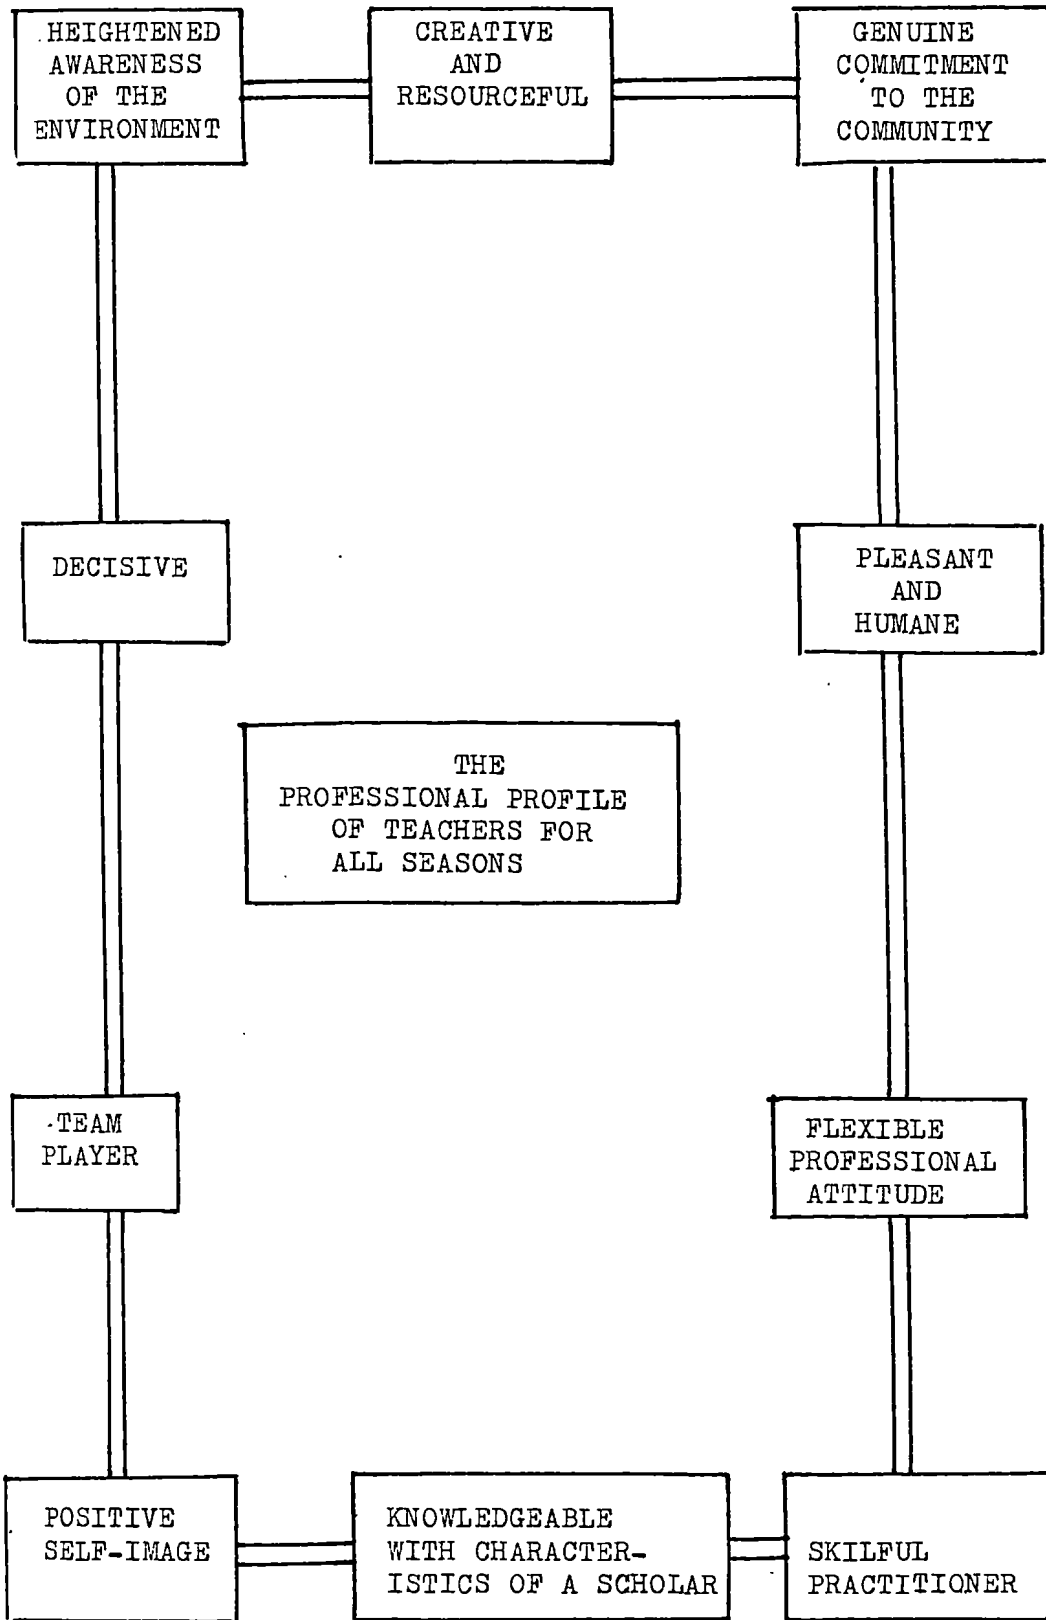 HEIGHTENED
AWARENESS
OF THE
ENVIRONMENT
CREATIVE
AND
RESOURCEFUL
GENUINE
COMMITMENT
TO THE
COMMUNITY
DECISIVE
PLEASANT
AND
HUMANE
THE
PROFESSIONAL PROFILE
OF TEACHERS FOR
ALL SEASONS
TEAM
PLAYER
FLEXIBLE
PROFESSIONAL
ATTITUDE
POSITIVE
SELF-IMAGE
KNOWLEDGEABLE
WITH CHARACTER-
ISTICS OF A SCHOLAR
SKILFUL
PRACTITIONER